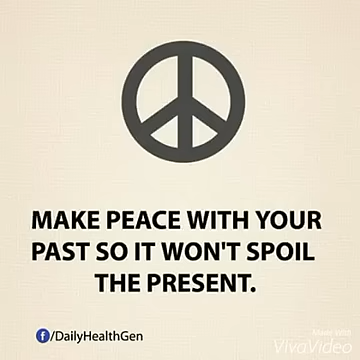 MAKE PEACE WITH YOUR
PAST SO IT WON'T SPOIL
THE PRESENT.
f/DailyHealthGen
Made With
VivaVideo